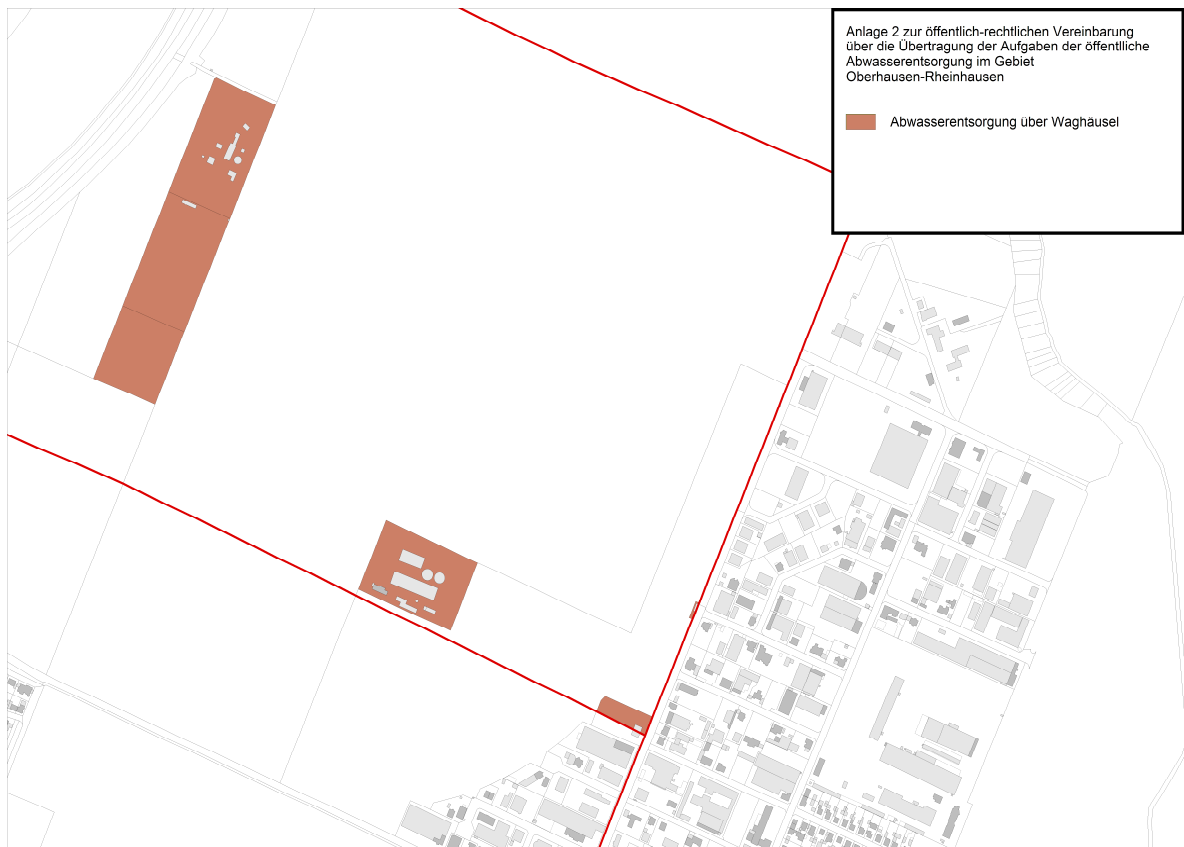 Anlage 2 zur öffentlich-rechtlichen Vereinbarung
über die Übertragung der Aufgaben der öffentlliche
Abwasserentsorgung im Gebiet
Oberhausen-Rheinhausen
Abwasserentsorgung über Waghäusel